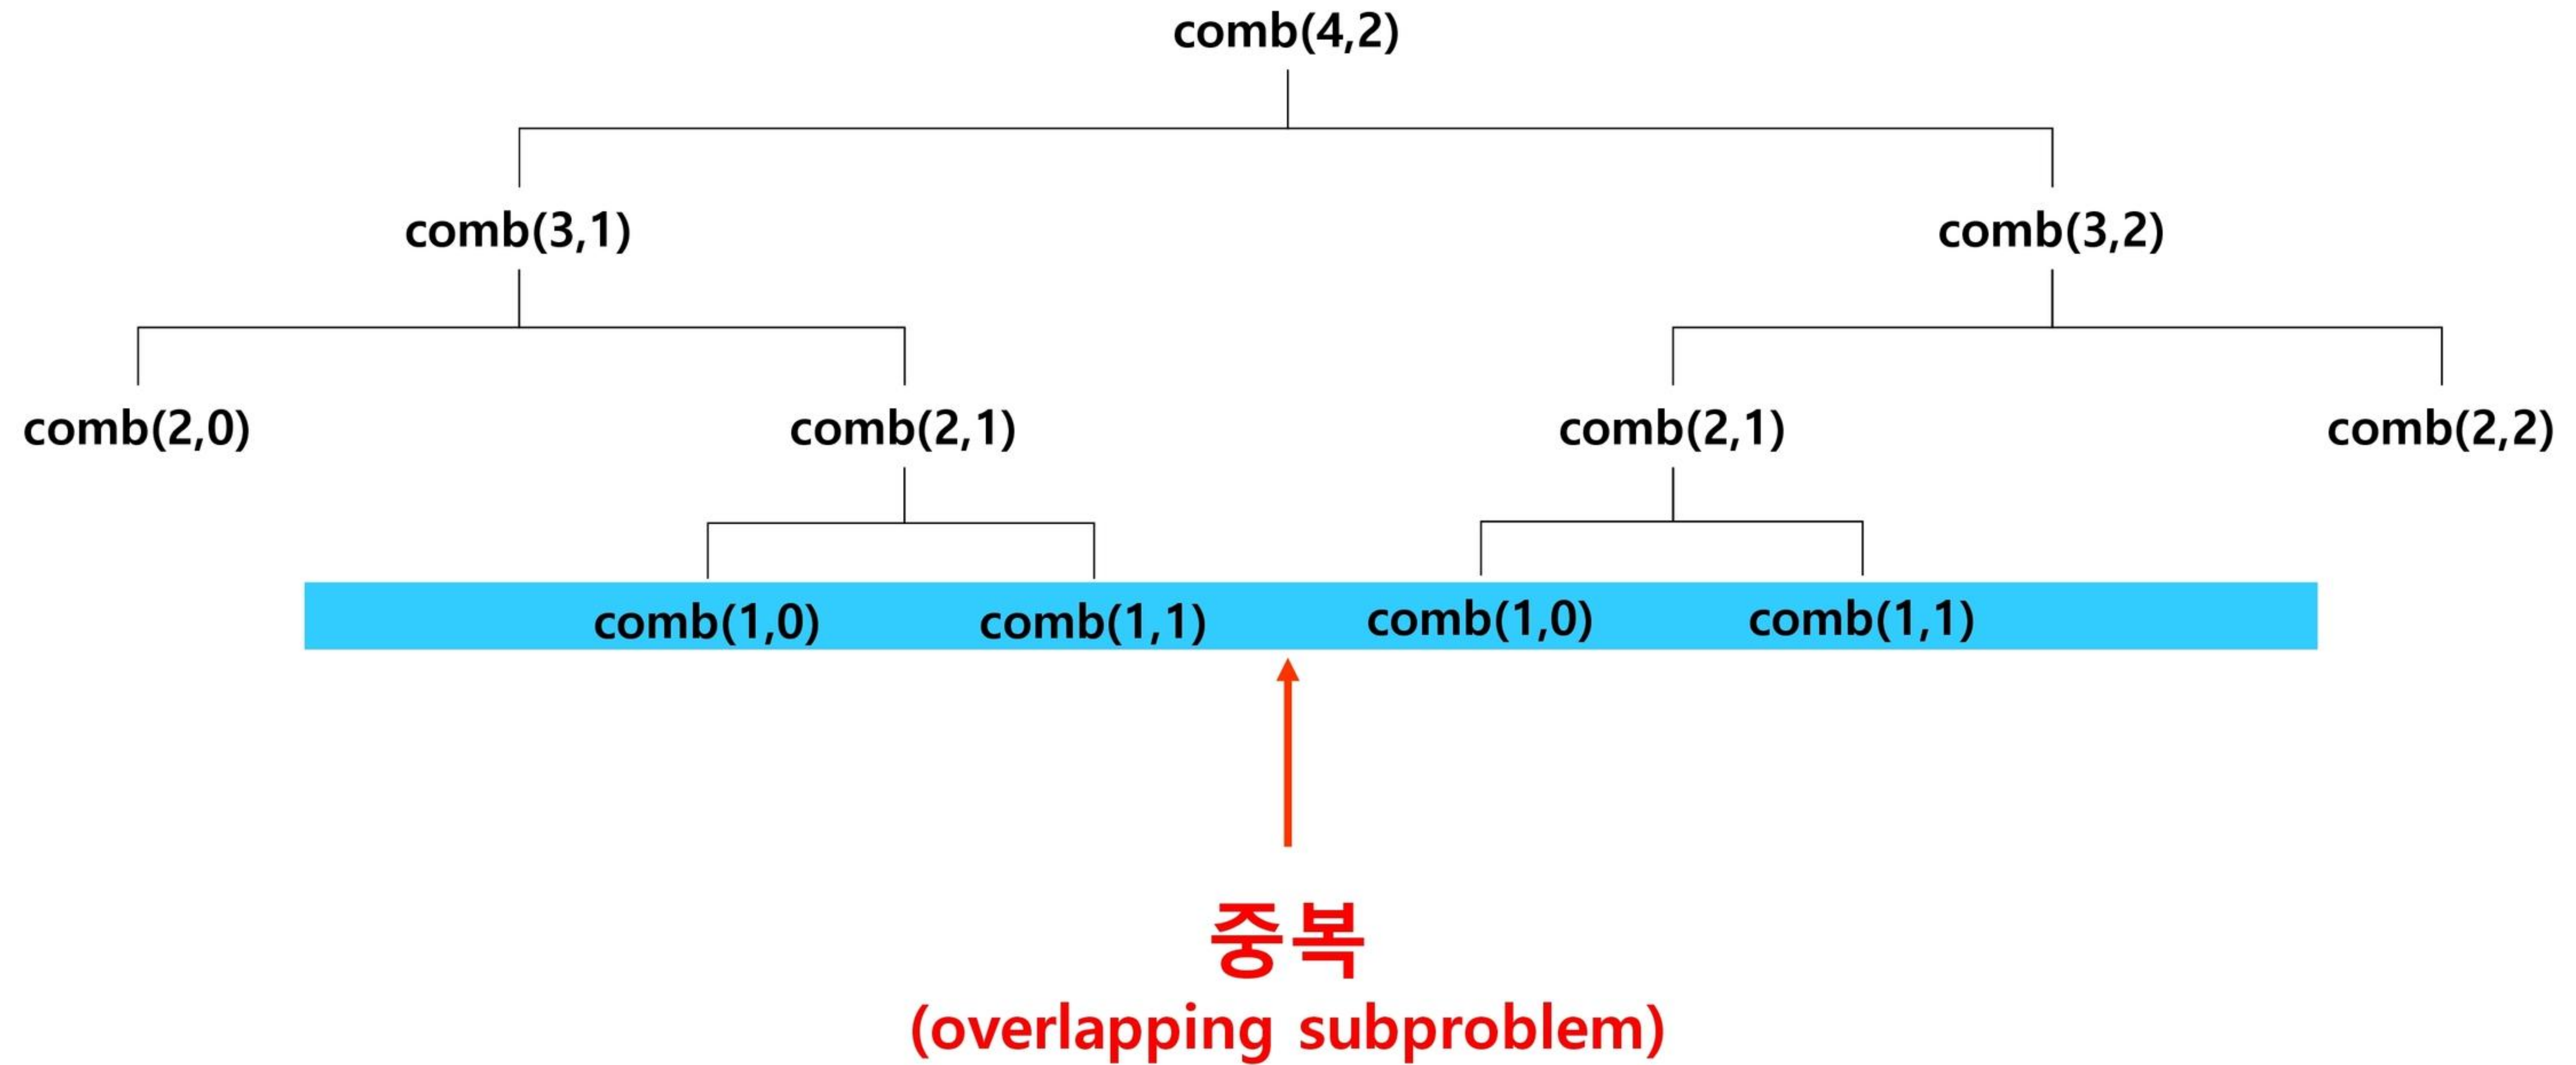 comb(4,2)
comb(3,1) comb(3,2)
comb(2,0) comb(2,1) comb(2,1) comb(2,2)
comb(1,0) comb(1,1) comb(1,0) comb(1,1)
중복
(overlapping subproblem)